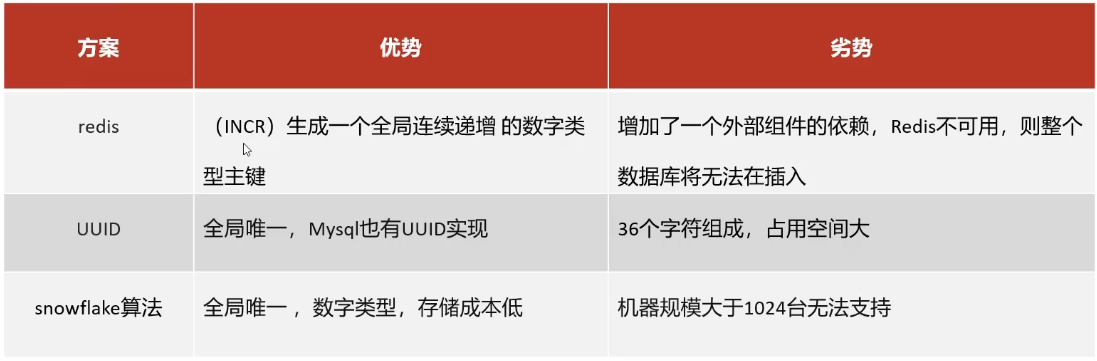 方案 优势 劣势
redis （INCR）生成一个全局连续递增 的数字类 增加了一个外部组件的依赖，Redis不可用，则整个
型主键 数据库将无法在插入
UUID 全局唯一，Mysql也有UUID实现 36个字符组成，占用空间大
snowflake算法 全局唯一 ，数字类型，存储成本低 机器规模大于1024台无法支持